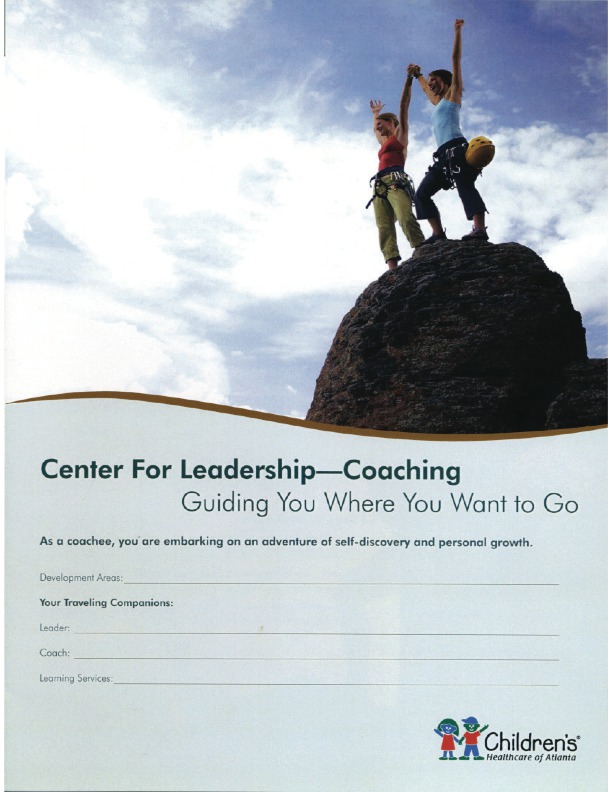 Center For Leadership—Coaching
Guiding You Where You Want to Go
As a coachee, you are embarking on an adventure of self-discovery and personal growth.
Development Areas:
Your Traveling Companions:
Leader:
Coach:
Learning Services:
Children's®
Healthcare of Atlanta